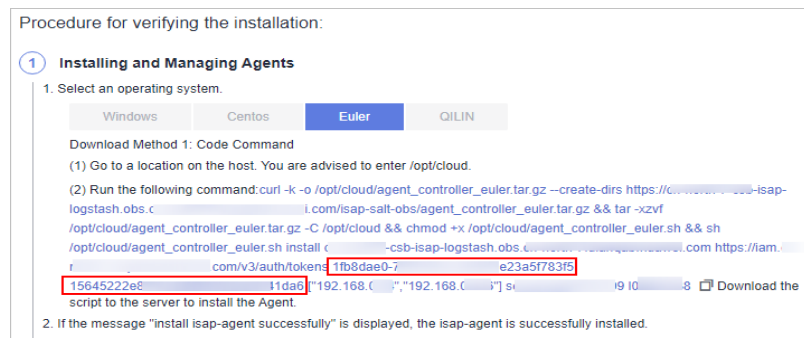 Procedure for verifying the installation:
1 Installing and Managing Agents
1. Select an operating system.
Windows Centos Euler QILIN
Download Method 1: Code Command
(1) Go to a location on the host. You are advised to enter /opt/cloud.
(2) Run the following command:curl -k -o /opt/cloud/agent_controller_euler.tar.gz --create-dirs https://c -isap-
logstash.obs.c i.com/isap-salt-obs/agent_controller_euler.tar.gz && tar -xzvf
/opt/cloud/agent_controller_euler.tar.gz -C /opt/cloud && chmod +x /opt/cloud/agent_controller_euler.sh && sh
/opt/cloud/agent_controller_euler.sh install -csb-isap-logstash.obs. .com https://iam.
com/v3/auth/tokens 1fb8dae0-7 e23a5f783f5
15645222e8 41da6 ["192.168. ","192.168. "] Download the
script to the server to install the Agent.
2. If the message "install isap-agent successfully" is displayed, the isap-agent is successfully installed.